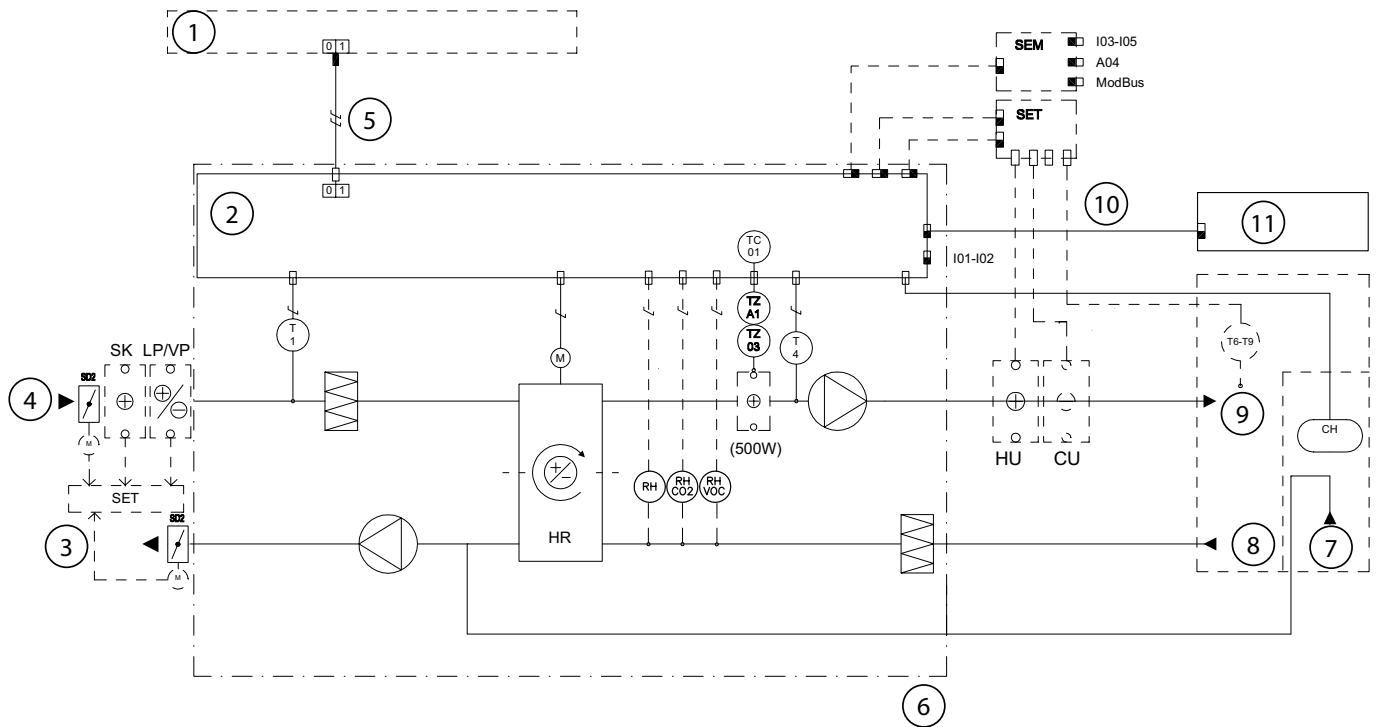 1
0 1
SEM
I03-I05
A04
ModBus
SET
5
0 1
2
10
11
TC
01
I01-I02
TZ
A1
TZ
03
T
1
T
4
T6-T9
SK
LP/VP
SD2
M
4
9
CH
(500W)
HU
CU
M
RH
RH
CO2
RH
VOC
SET
SD2
3
HR
8
7
M
6